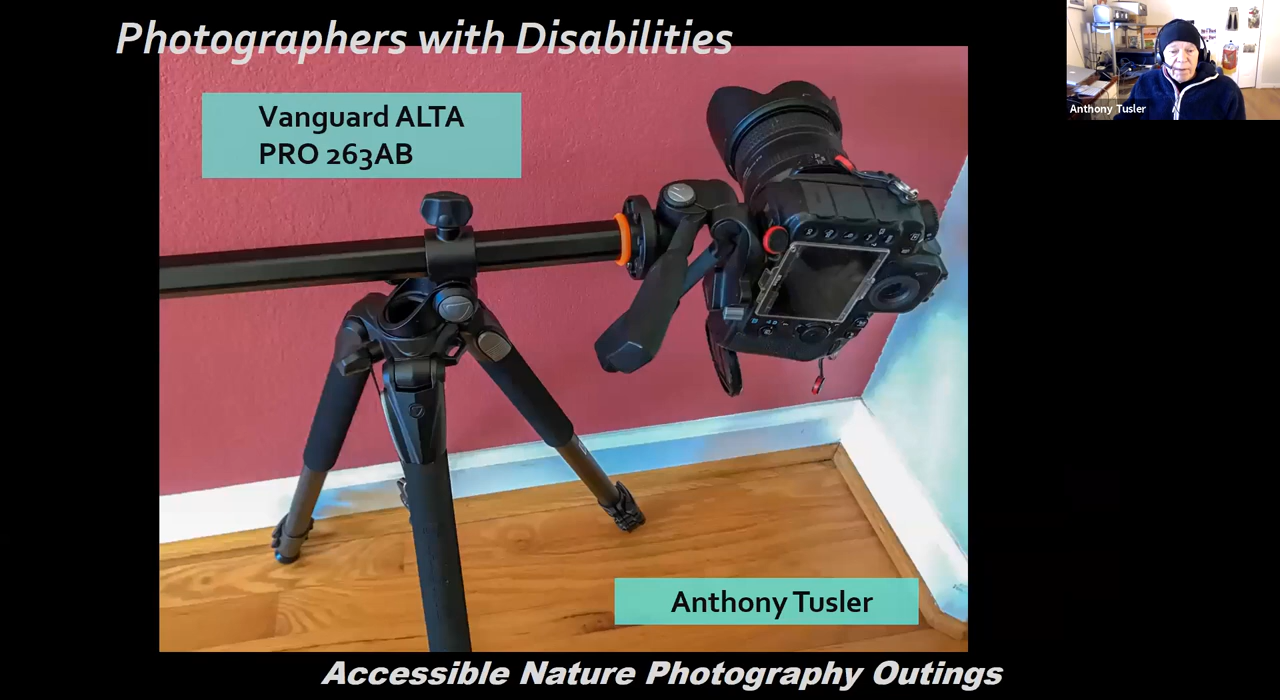 Photographers with Disabilities
Vanguard ALTA
PRO 263AB
Anthony Tusler
Anthony Tusler
Accessible Nature Photography Outings